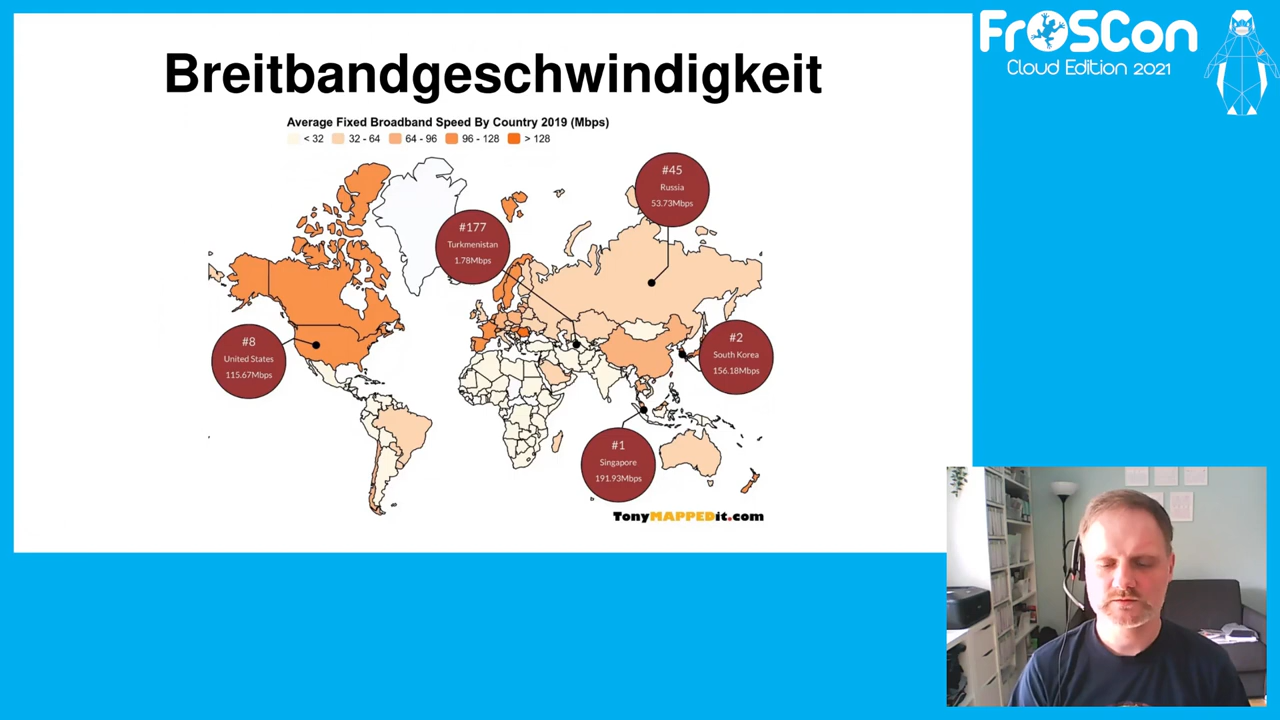 Breitbandgeschwindigkeit
FrOSCon
Cloud Edition 2021
Average Fixed Broadband Speed By Country 2019 (Mbps)
< 32 32 - 64 64 - 96 96 - 128 > 128
#45
Russia
53.73Mbps
#177
Turkmenistan
1.78Mbps
#8
United States
115.67Mbps
#2
South Korea
156.18Mbps
#1
Singapore
191.93Mbps
TonyMAPPEDit.com